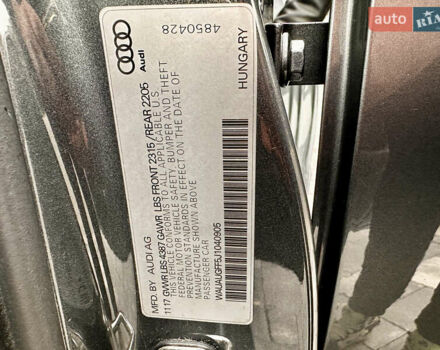 auto RIA
4850428
Audi
HUNGARY
MFD. BY AUDI AG
11 17 GVWR LBS 4387 GAWR LBS FRONT 2315 /REAR 2205
THIS VEHICLE CONFORMS TO ALL APPLICABLE
FEDERAL MOTOR VEHICLE SAFETY, BUMPER AND THEFT
PREVENTION STANDARDS IN EFFECT ON THE DATE OF
MANUFACTURE SHOWN ABOVE.
PASSENGER CAR
WAUAUGFF5J1040905